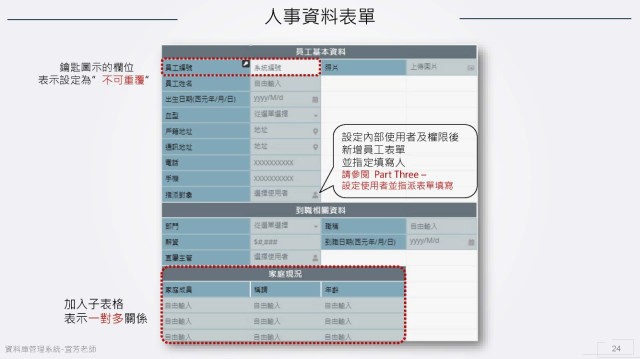 人事資料表單
鑰匙圖示的欄位
表示設定為”不可重覆”
員工基本資料
員工編號 系統編號 照片 上傳圖片
員工姓名 自由輸入
出生日期(西元年/月/日) yyyy/M/d
血型 從選單選擇
戶籍地址 地址
通訊地址 地址
電話 XXXXXXXXXX
手機 XXXXXXXXXX
指派對象 選擇使用者
設定內部使用者及權限後
新增員工表單
並指定填寫人
請參閱 Part Three –
設定使用者並指派表單填寫
到職相關資料
部門 從選單選擇 職稱 自由輸入
薪資 $#,### 到職日期(西元年/月/日) yyyy/M/d
直屬主管 選擇使用者
家庭現況
家庭成員 稱謂 年齡
自由輸入 自由輸入 自由輸入
自由輸入 自由輸入 自由輸入
自由輸入 自由輸入 自由輸入
加入子表格
表示一對多關係
資料庫管理系統-宜芳老師
24